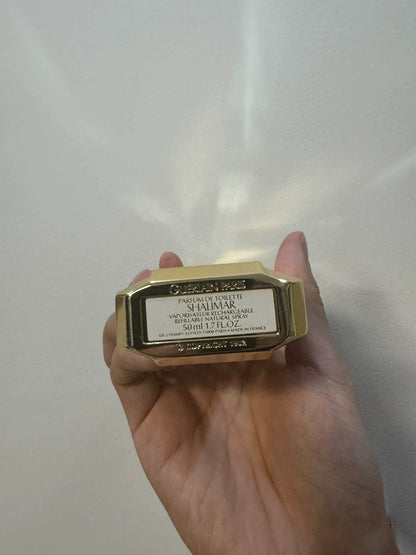 GUERLAIN PARIS
PARFUM DE TOILETTE
SHALIMAR
VAPORISATEUR RECHARGEABLE
REFILLABLE NATURAL SPRAY
50 ml 1.7 FL.OZ.
68, CHAMPS-ELYSÉES 75008 PARIS • MADE IN FRANCE
© COPYRIGHT